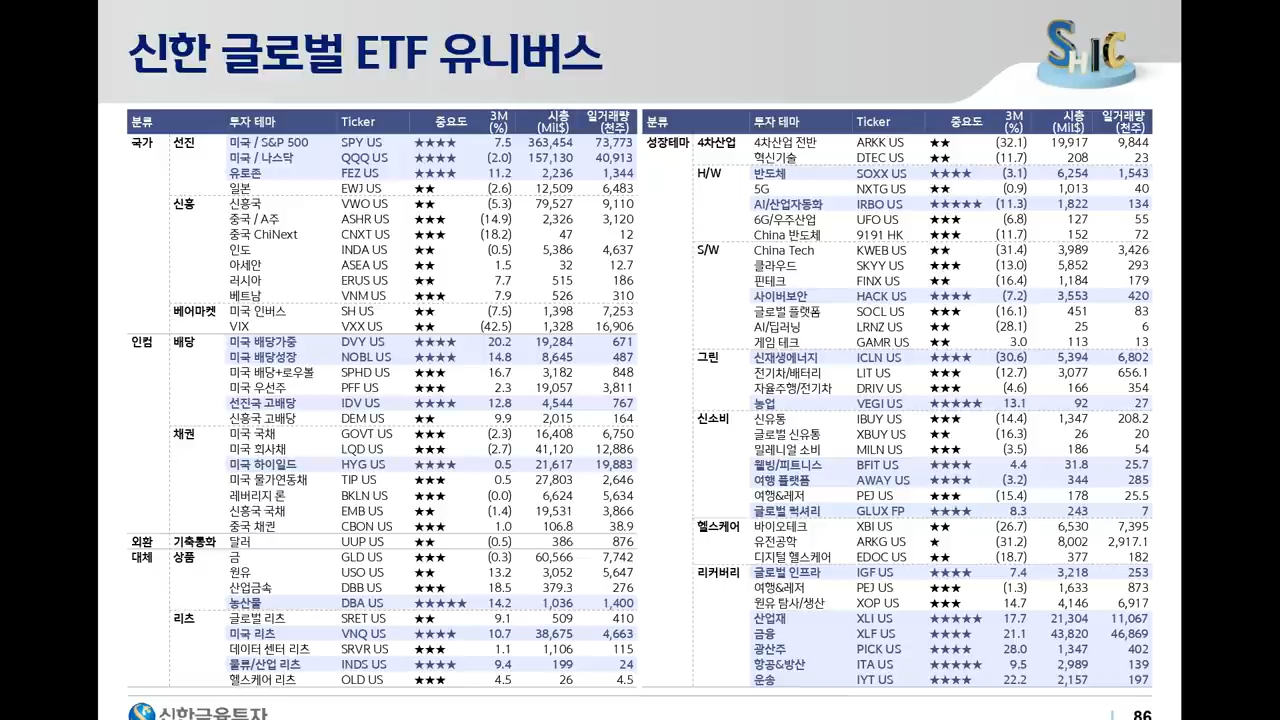 신한 글로벌 ETF 유니버스
SHIC
분류 투자 테마 Ticker 중요도 3M (%) 시총 (Mil$) 일거래량 (천주)
국가 선진 미국 / S&P 500 SPY US ★★★★ 7.5 363,454 73,773
미국 / 나스닥 QQQ US ★★★★ (2.0) 157,130 40,913
유로존 FEZ US ★★★★ 11.2 2,236 1,344
일본 EWJ US ★★ (2.6) 12,509 6,483
신흥 신흥국 VWO US ★★ (5.3) 79,527 9,110
중국 / A주 ASHR US ★★★ (14.9) 2,326 3,120
중국 ChiNext CNXT US ★★★ (18.2) 47 12
인도 INDA US ★★ (0.5) 5,386 4,637
아세안 ASEA US ★★ 1.5 32 12.7
러시아 ERUS US ★★ 7.7 515 186
베트남 VNM US ★★★ 7.9 526 310
베어마켓 미국 인버스 SH US ★★ (7.5) 1,398 7,253
VIX VXX US ★★ (42.5) 1,328 16,906
인컴 배당 미국 배당가중 DVY US ★★★★ 20.2 19,284 671
미국 배당성장 NOBL US ★★★★ 14.8 8,645 487
미국 배당+로우볼 SPHD US ★★★ 16.7 3,182 848
미국 우선주 PFF US ★★★ 2.3 19,057 3,811
선진국 고배당 IDV US ★★★★ 12.8 4,544 767
신흥국 고배당 DEM US ★★ 9.9 2,015 164
채권 미국 국채 GOVT US ★★★ (2.3) 16,408 6,750
미국 회사채 LQD US ★★★ (2.7) 41,120 12,886
미국 하이일드 HYG US ★★★★ 0.5 21,617 19,883
미국 물가연동채 TIP US ★★★ 0.5 27,803 2,646
레버리지 론 BKLN US ★★★ (0.0) 6,624 5,634
신흥국 국채 EMB US ★★ (1.4) 19,531 3,866
중국 채권 CBON US ★★★ 1.0 106.8 38.9
외환 기축통화 달러 UUP US ★★ (0.5) 386 876
대체 상품 금 GLD US ★★★ (0.3) 60,566 7,742
원유 USO US ★★ 13.2 3,052 5,647
산업금속 DBB US ★★★ 18.5 379.3 276
농산물 DBA US ★★★★★ 14.2 1,036 1,400
리츠 글로벌 리츠 SRET US ★★ 9.1 509 410
미국 리츠 VNQ US ★★★★ 10.7 38,675 4,663
데이터 센터 리츠 SRVR US ★★★ 1.1 1,106 115
물류/산업 리츠 INDS US ★★★★ 9.4 199 24
헬스케어 리츠 OLD US ★★★ 4.5 26 4.5
분류 투자 테마 Ticker 중요도 3M (%) 시총 (Mil$) 일거래량 (천주)
성장테마 4차산업 4차산업 전반 ARKK US ★★ (32.1) 19,917 9,844
혁신기술 DTEC US ★★ (11.7) 208 23
H/W 반도체 SOXX US ★★★★ (3.1) 6,254 1,543
5G NXTG US ★★ (0.9) 1,013 40
AI/산업자동화 IRBO US ★★★★★ (11.3) 1,822 134
6G/우주산업 UFO US ★★★ (6.8) 127 55
China 반도체 9191 HK ★★★ (11.7) 152 72
S/W China Tech KWEB US ★★ (31.4) 3,989 3,426
클라우드 SKYY US ★★★ (13.0) 5,852 293
핀테크 FINX US ★★ (16.4) 1,184 179
사이버보안 HACK US ★★★★ (7.2) 3,553 420
글로벌 플랫폼 SOCL US ★★★ (16.1) 451 83
AI/딥러닝 LRNZ US ★★ (28.1) 25 6
게임 테크 GAMR US ★★ 3.0 113 13
그린 신재생에너지 ICLN US ★★★★ (30.6) 5,394 6,802
전기차/배터리 LIT US ★★★ (12.7) 3,077 656.1
자율주행/전기차 DRIV US ★★★ (4.6) 166 354
농업 VEGI US ★★★★★ 13.1 92 27
신소비 신유통 IBUY US ★★★ (14.4) 1,347 208.2
글로벌 신유통 XBUY US ★★ (16.3) 26 20
밀레니얼 소비 MILN US ★★★ (3.5) 186 54
웰빙/피트니스 BFIT US ★★★★ 4.4 31.8 25.7
여행 플랫폼 AWAY US ★★★★ (3.2) 344 285
여행&레저 PEJ US ★★★ (15.4) 178 25.5
글로벌 럭셔리 GLUX FP ★★★★ 8.3 243 7
헬스케어 바이오테크 XBI US ★★ (26.7) 6,530 7,395
유전공학 ARKG US ★ (31.2) 8,002 2,917.1
디지털 헬스케어 EDOC US ★★ (18.7) 377 182
리커버리 글로벌 인프라 IGF US ★★★★ 7.4 3,218 253
여행&레저 PEJ US ★★★ (1.3) 1,633 873
원유 탐사/생산 XOP US ★★★ 14.7 4,146 6,917
산업재 XLI US ★★★★★ 17.7 21,304 11,067
금융 XLF US ★★★★ 21.1 43,820 46,869
광산주 PICK US ★★★★ 28.0 1,347 402
항공&방산 ITA US ★★★★★ 9.5 2,989 139
운송 IYT US ★★★★ 22.2 2,157 197
신한금융투자
86